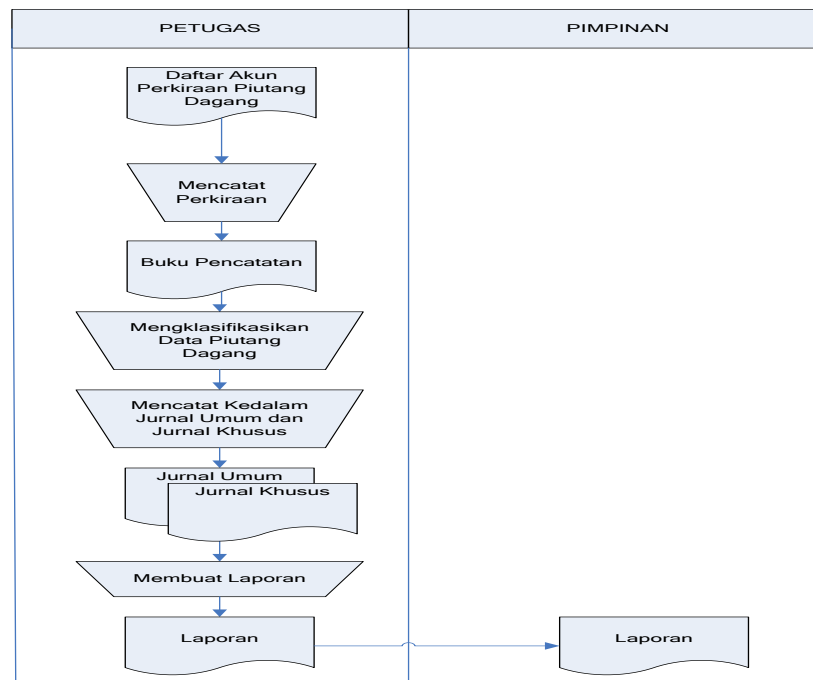 PETUGAS
PIMPINAN
Daftar Akun
Perkiraan Piutang
Dagang
Mencatat
Perkiraan
Buku Pencatatan
Mengklasifikasikan
Data Piutang
Dagang
Mencatat Kedalam
Jurnal Umum dan
Jurnal Khusus
Jurnal Umum
Jurnal Khusus
Membuat Laporan
Laporan
Laporan